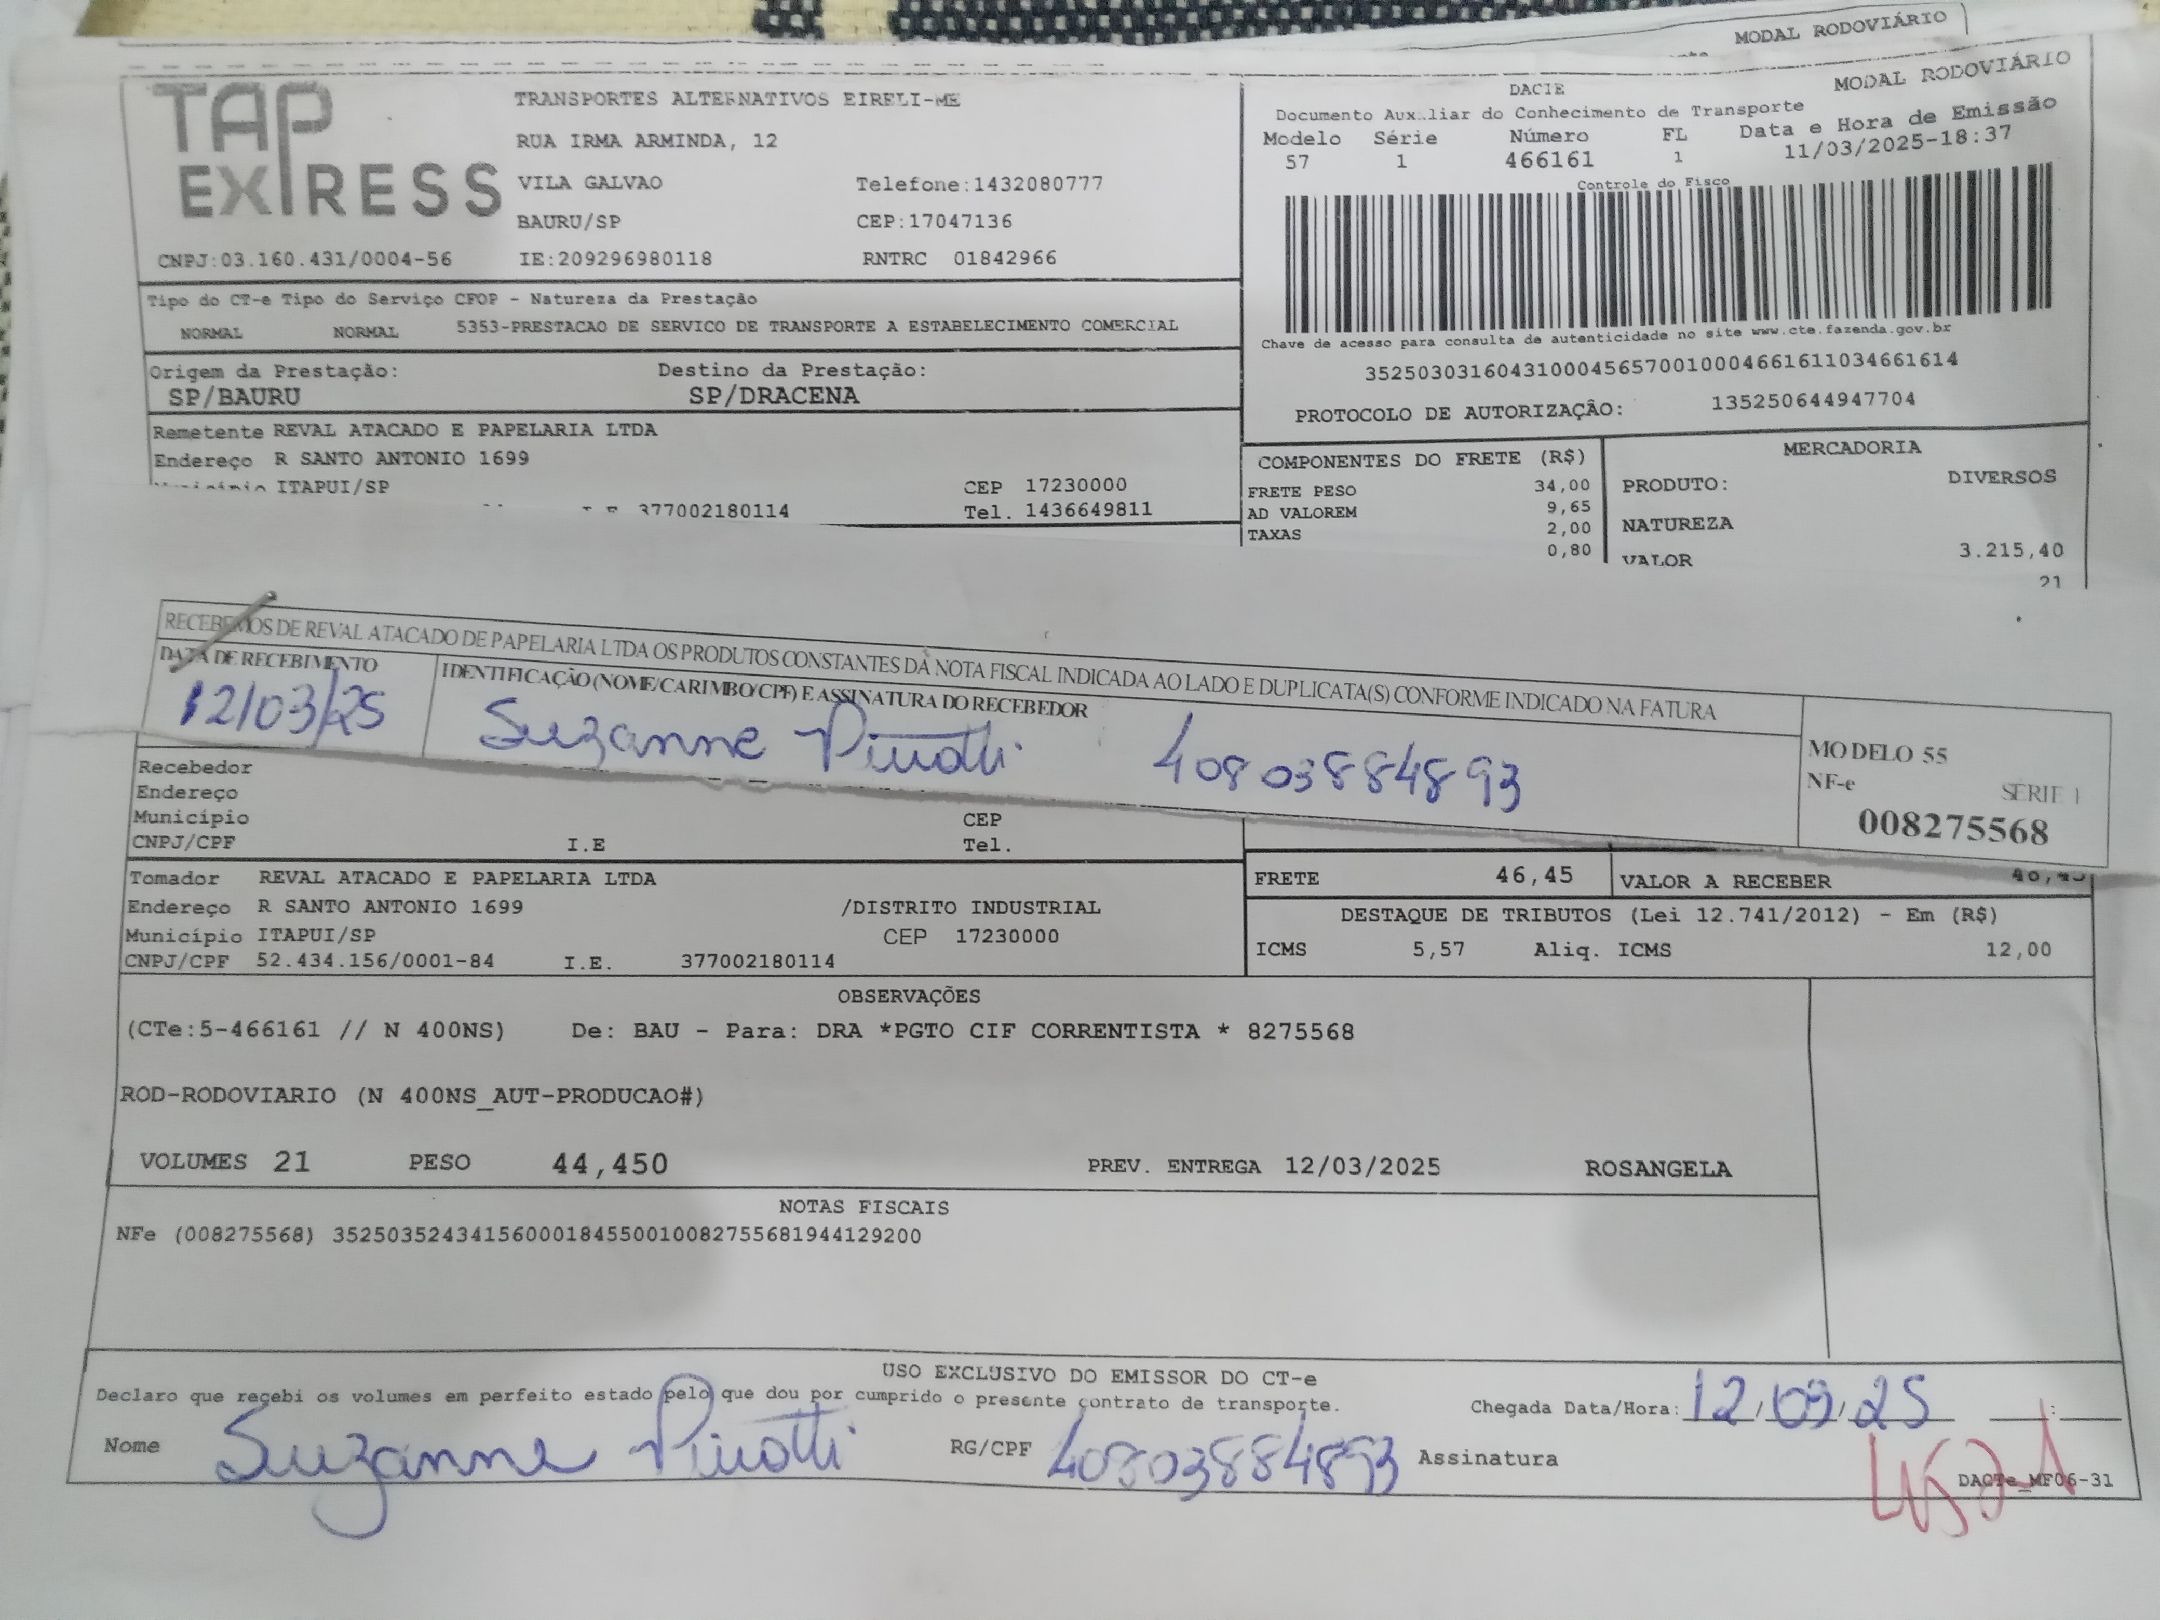 MODAL RODOVIÁRIO
TAP EXPRESS
TRANSPORTES ALTERNATIVOS EIRELI-ME
RUA IRMA ARMINDA, 12
VILA GALVAO Telefone:1432080777
BAURU/SP CEP:17047136
CNPJ:03.160.431/0004-56 IE:209296980118 RNTRC 01842966
DACTE MODAL RODOVIÁRIO
Documento Auxiliar do Conhecimento de Transporte
Modelo Série Número FL Data e Hora de Emissão
57 1 466161 1 11/03/2025-18:37
Controle do Fisco
Chave de acesso para consulta de autenticidade no site www.cte.fazenda.gov.br
35250303160431000456570010004661611034661614
PROTOCOLO DE AUTORIZAÇÃO: 135250644947704
Tipo do CT-e Tipo do Serviço CFOP - Natureza da Prestação
NORMAL NORMAL 5353-PRESTACAO DE SERVICO DE TRANSPORTE A ESTABELECIMENTO COMERCIAL
Origem da Prestação: Destino da Prestação:
SP/BAURU SP/DRACENA
Remetente REVAL ATACADO E PAPELARIA LTDA
Endereço R SANTO ANTONIO 1699
Município ITAPUI/SP CEP 17230000
377002180114 Tel. 1436649811
COMPONENTES DO FRETE (R$)
FRETE PESO 34,00
AD VALOREM 9,65
TAXAS 2,00
0,80
MERCADORIA
PRODUTO: DIVERSOS
NATUREZA
VALOR 3.215,40
21
RECEBEMOS DE REVAL ATACADO DE PAPELARIA LTDA OS PRODUTOS CONSTANTES DA NOTA FISCAL INDICADA AO LADO E DUPLICATA(S) CONFORME INDICADO NA FATURA
DATA DE RECEBIMENTO IDENTIFICAÇÃO (NOME/CARIMBO/CPF) E ASSINATURA DO RECEBEDOR
12/03/25 Suzanne Pinotti 40803884893
MODELO 55
NF-e SÉRIE 1
008275568
Recebedor
Endereço
Município CEP
CNPJ/CPF I.E Tel.
Tomador REVAL ATACADO E PAPELARIA LTDA
Endereço R SANTO ANTONIO 1699 /DISTRITO INDUSTRIAL
Município ITAPUI/SP CEP 17230000
CNPJ/CPF 52.434.156/0001-84 I.E. 377002180114
FRETE 46,45 VALOR A RECEBER 46,45
DESTAQUE DE TRIBUTOS (Lei 12.741/2012) - Em (R$)
ICMS 5,57 Aliq. ICMS 12,00
OBSERVAÇÕES
(CTe:5-466161 // N 400NS) De: BAU - Para: DRA *PGTO CIF CORRENTISTA * 8275568
ROD-RODOVIARIO (N 400NS_AUT-PRODUCAO#)
VOLUMES 21 PESO 44,450 PREV. ENTREGA 12/03/2025 ROSANGELA
NOTAS FISCAIS
NFe (008275568) 35250352434156000184550010082755681944129200
USO EXCLUSIVO DO EMISSOR DO CT-e
Declaro que recebi os volumes em perfeito estado pelo que dou por cumprido o presente contrato de transporte. Chegada Data/Hora: 12/03/25 __:__
Nome Suzanne Pinotti RG/CPF 40803884893 Assinatura
DACTe_MF06-31